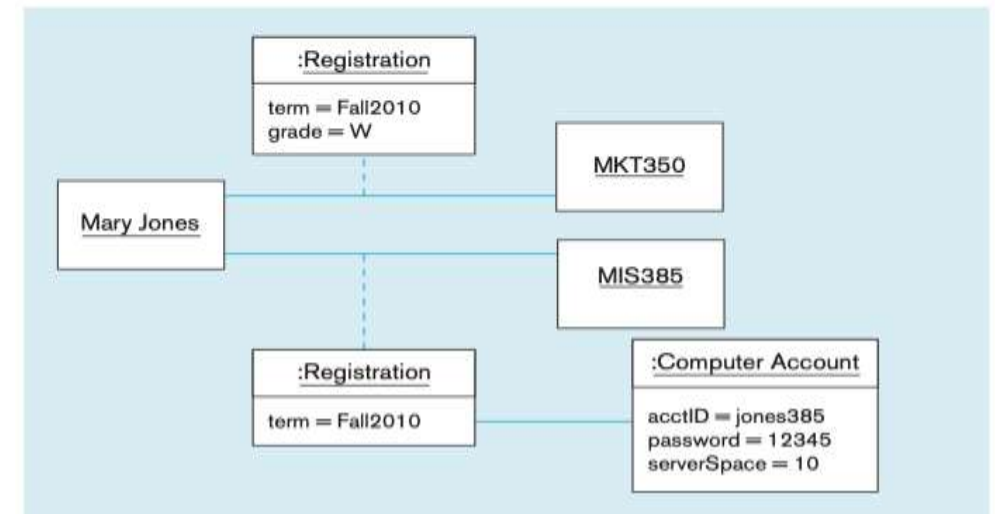 :Registration
term = Fall2010
grade = W
MKT350
Mary Jones
MIS385
:Registration
term = Fall2010
:Computer Account
acctID = jones385
password = 12345
serverSpace = 10